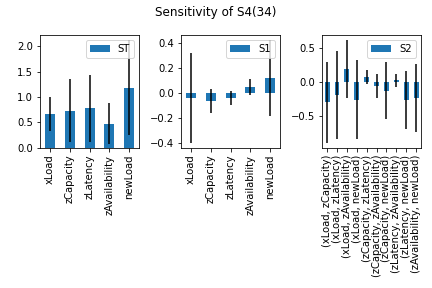 Sensitivity of S4(34)
ST
2.0
1.5
1.0
0.5
0.0
xLoad
zCapacity
zLatency
zAvailability
newLoad
S1
0.4
0.2
0.0
−0.2
−0.4
xLoad
zCapacity
zLatency
zAvailability
newLoad
S2
0.5
0.0
−0.5
(xLoad, zCapacity)
(xLoad, zLatency)
(xLoad, zAvailability)
(xLoad, newLoad)
(zCapacity, zLatency)
(zCapacity, zAvailability)
(zCapacity, newLoad)
(zLatency, zAvailability)
(zLatency, newLoad)
(zAvailability, newLoad)